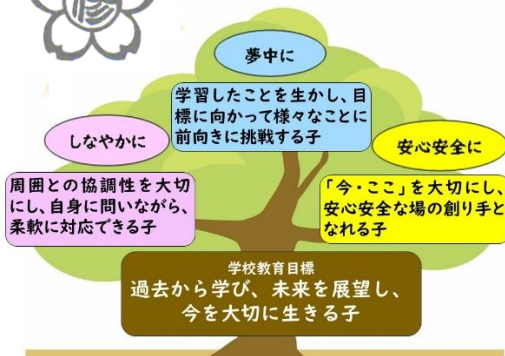 修
夢中に
学習したことを生かし、目
標に向かって様々なことに
前向きに挑戦する子
しなやかに
周囲との協調性を大切
にし、自身に問いながら、
柔軟に対応できる子
安心安全に
「今・ここ」を大切にし、
安心安全な場の創り手と
なれる子
学校教育目標
過去から学び、未来を展望し、
今を大切に生きる子